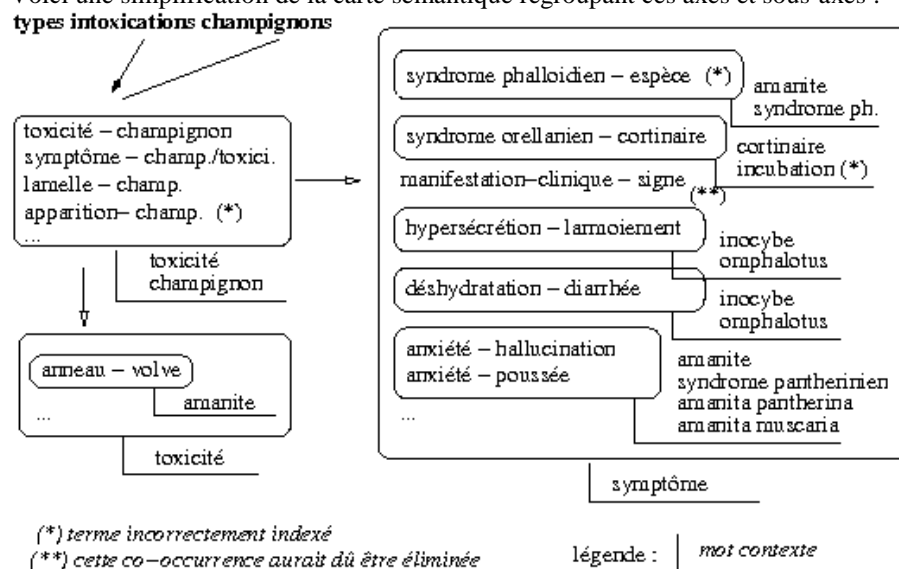 Voici une simplification de la carte sémantique regroupant ces axes et sous-axes :
types intoxications champignons
toxicité – champignon
symptôme – champ./toxici.
lamelle – champ.
apparition– champ. (*)
...
toxicité
champignon
anneau – volve
amanite
...
toxicité
syndrome phalloidien – espèce (*)
amanite
syndrome ph.
syndrome orellanien – cortinaire
cortinaire
incubation (*)
manifestation–clinique – signe
(**)
hypersécrétion – larmoiement
inocybe
omphalotus
déshydratation – diarrhée
inocybe
omphalotus
anxiété – hallucination
anxiété – poussée
amanite
syndrome pantherinien
amanita pantherina
amanita muscaria
...
symptôme
(*) terme incorrectement indexé
(**) cette co–occurrence aurait dû être éliminée
légende :
mot contexte